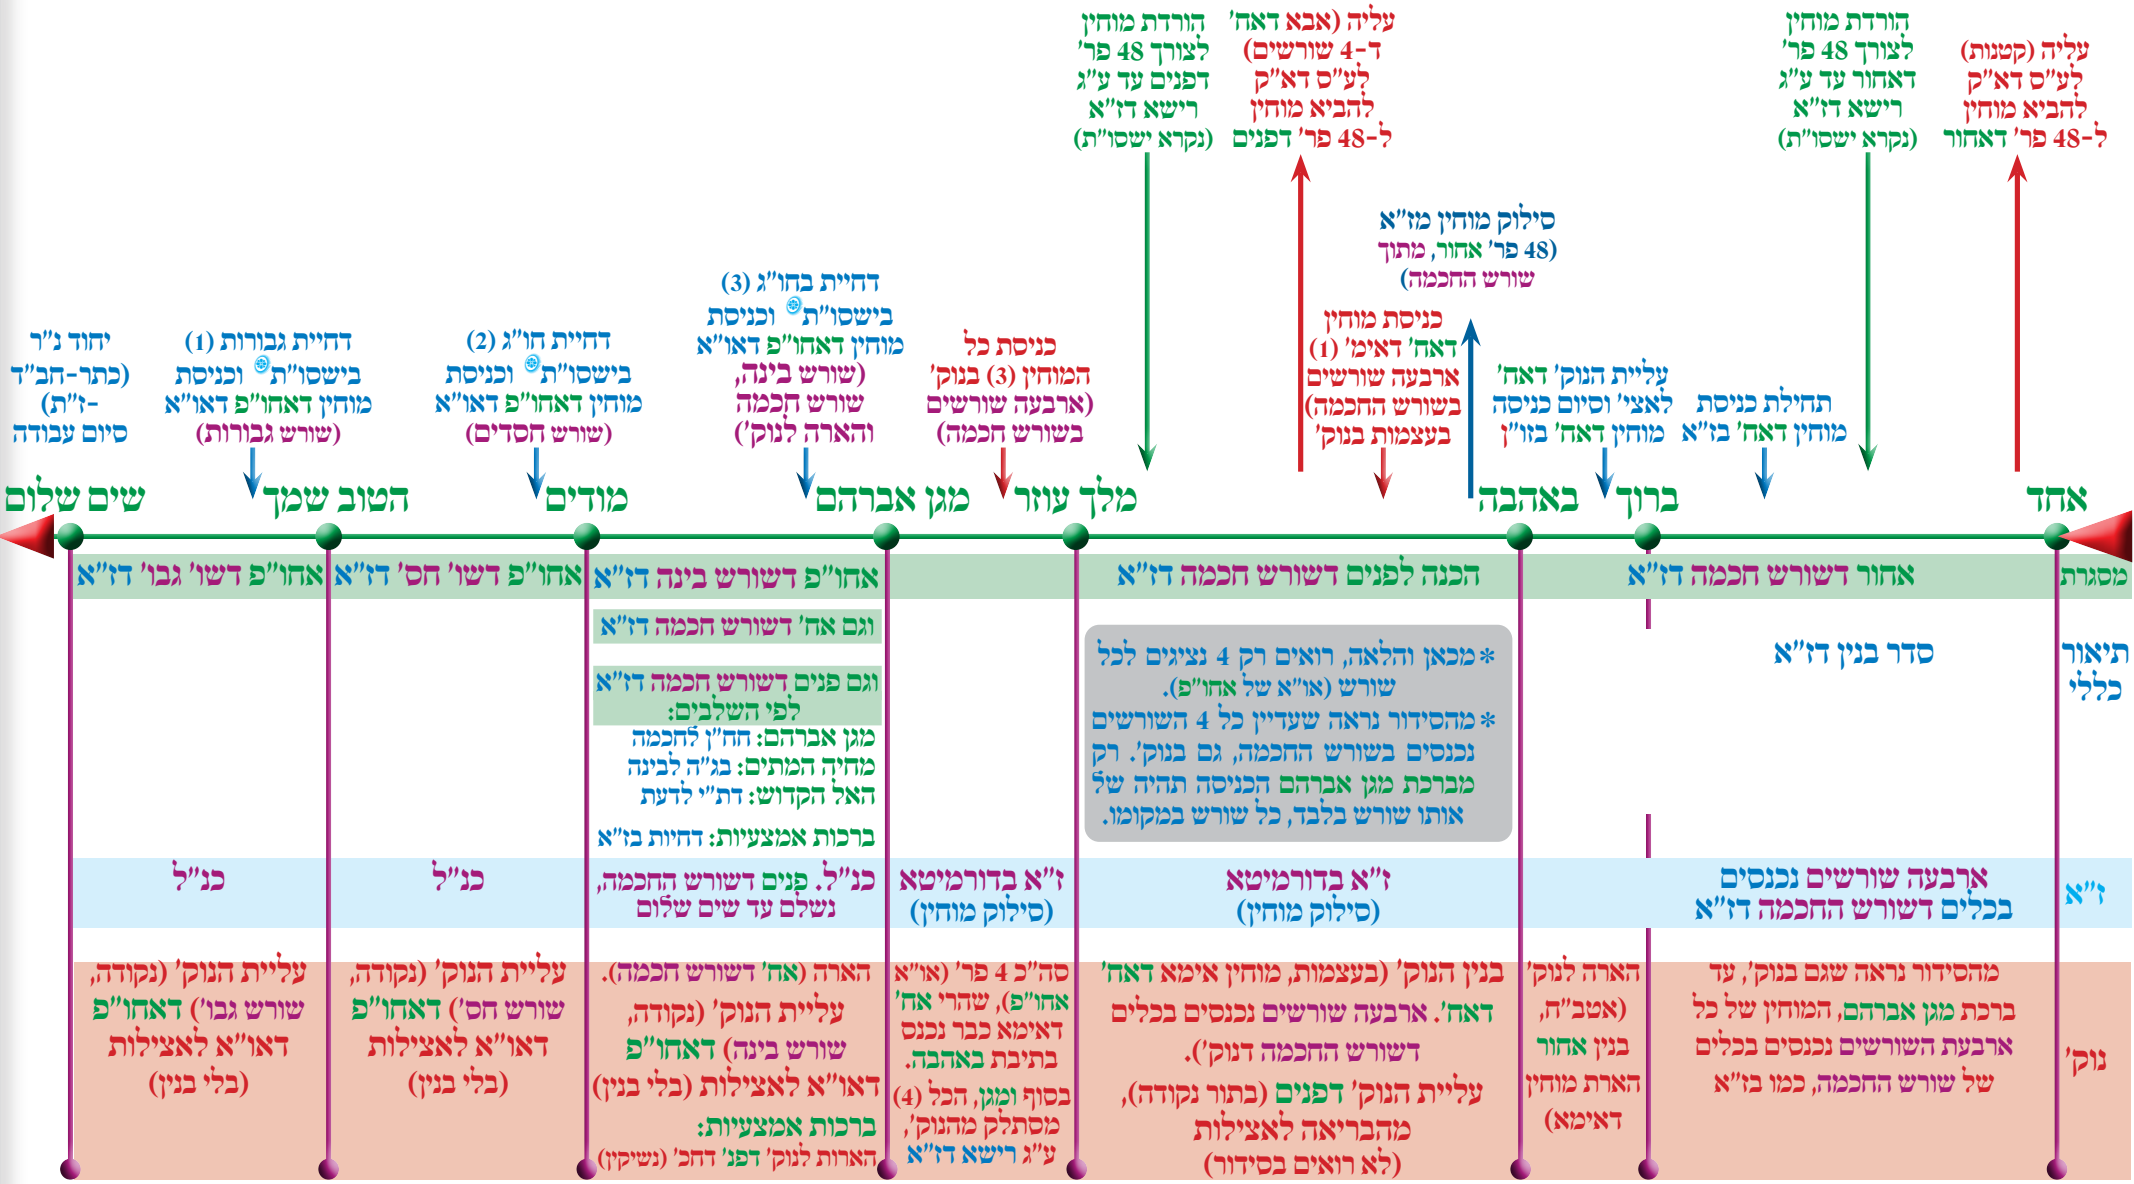 עליה (קטנות)
לע"ס דא"ק
להביא מוחין
ל-48 פר' דאחור
הורדת מוחין
לצורך 48 פר'
דאחור עד ע"ג
רישא דז"א
(נקרא ישסו"ת)
עליה (אבא דאח'
ד-4 שורשים)
לע"ס דא"ק
להביא מוחין
ל-48 פר' דפנים
הורדת מוחין
לצורך 48 פר'
דפנים עד ע"ג
רישא דז"א
(נקרא ישסו"ת)
תחילת כניסת
מוחין דאח' בז"א
עליית הנוק' דאח'
לאצי' וסיום כניסה
מוחין דאח' בזו"ן
סילוק מוחין מז"א
(48 פר' אחור, מתוך
שורש החכמה)
כניסת מוחין
דאח' דאימ' (1)
ארבעה שורשים
בשורש החכמה)
בעצמות בנוק'
כניסת כל
המוחין (3) בנוק'
(ארבעה שורשים
בשורש חכמה)
דחיית בחו"ג (3)
בישסו"ת וכניסת
מוחין דאחו"פ דאו"א
(שורש בינה,
שורש חכמה
והארה לנוק')
דחיית חו"ג (2)
בישסו"ת וכניסת
מוחין דאחו"פ דאו"א
(שורש חסדים)
דחיית גבורות (1)
בישסו"ת וכניסת
מוחין דאחו"פ דאו"א
(שורש גבורות)
יחוד נ"ר
(כתר-חב"ד
-ז"ת)
סיום עבודה
אחד
ברוך
באהבה
מלך עוזר
מגן אברהם
מודים
הטוב שמך
שים שלום
מסגרת
אחור דשורש חכמה דז"א
הכנה לפנים דשורש חכמה דז"א
אחו"פ דשורש בינה דז"א
אחו"פ דשו' חס' דז"א
אחו"פ דשו' גבו' דז"א
וגם אח' דשורש חכמה דז"א
וגם פנים דשורש חכמה דז"א
לפי השלבים:
מגן אברהם: חח"ן לחכמה
מחיה המתים: בג"ה לבינה
האל הקדוש: דת"י לדעת
ברכות אמצעיות: דחיות בז"א
תיאור
כללי
סדר בנין דז"א
* מכאן והלאה, רואים רק 4 נציגים לכל
שורש (או"א של אחו"פ).
* מהסידור נראה שעדיין כל 4 השורשים
נכנסים בשורש החכמה, גם בנוק'. רק
מברכת מגן אברהם הכניסה תהיה של
אותו שורש בלבד, כל שורש במקומו.
ז"א
ארבעה שורשים נכנסים
בכלים דשורש החכמה דז"א
ז"א בדורמיטא
(סילוק מוחין)
ז"א בדורמיטא
(סילוק מוחין)
כנ"ל. פנים דשורש החכמה,
נשלם עד שים שלום
כנ"ל
כנ"ל
נוק'
מהסידור נראה שגם בנוק', עד
ברכת מגן אברהם, המוחין של כל
ארבעת השורשים נכנסים בכלים
של שורש החכמה, כמו בז"א
הארה לנוק'
(אטב"ח,
בנין אחור
הארת מוחין
דאימא)
בנין הנוק' (בעצמות, מוחין אימא דאח'
דאח'. ארבעה שורשים נכנסים בכלים
דשורש החכמה דנוק').
עליית הנוק' דפנים (בתור נקודה),
מהבריאה לאצילות
(לא רואים בסידור)
סה"כ 4 פר' (או"א
אחו"פ), שהרי אח'
דאימא כבר נכנס
בתיבת באהבה.
בסוף ומגן, הכל (4)
מסתלק מהנוק',
ע"ג רישא דז"א
הארה (אח' דשורש חכמה).
עליית הנוק' (נקודה,
שורש בינה) דאחו"פ
דאו"א לאצילות (בלי בנין)
ברכות אמצעיות:
הארות לנוק' דפנ' דחכ' (נשיקין)
עליית הנוק' (נקודה,
שורש חס') דאחו"פ
דאו"א לאצילות
(בלי בנין)
עליית הנוק' (נקודה,
שורש גבו') דאחו"פ
דאו"א לאצילות
(בלי בנין)